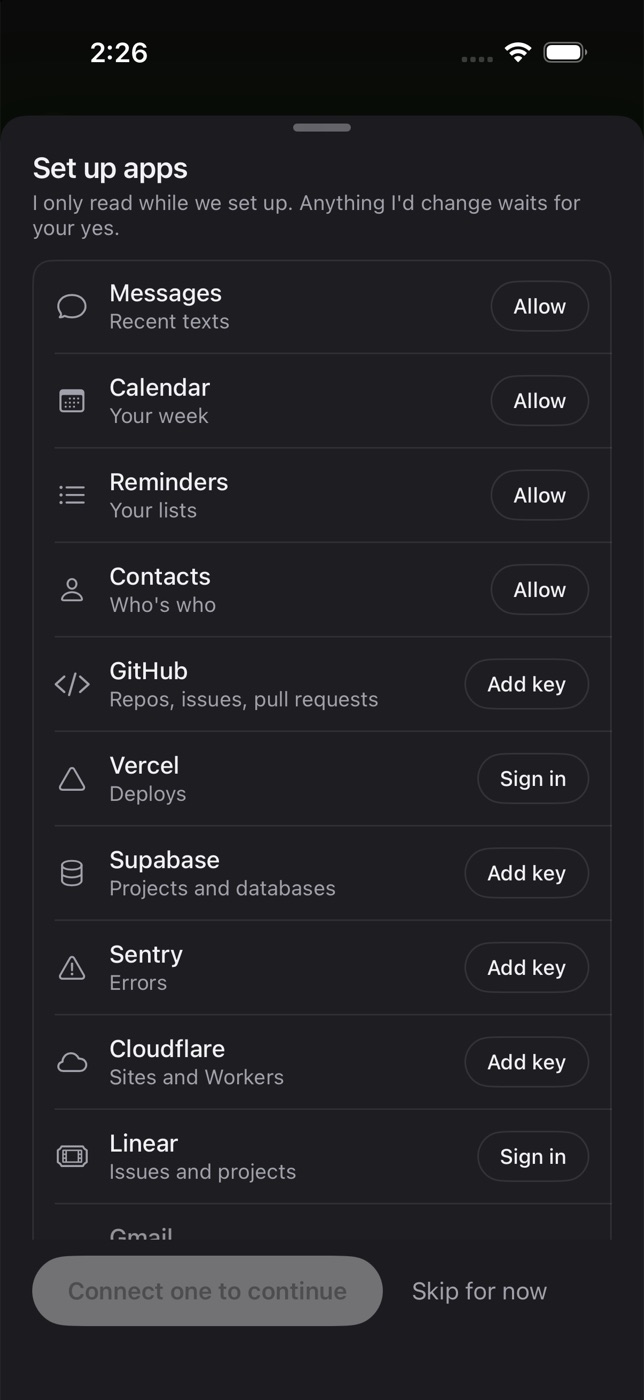 2:26
Set up apps
I only read while we set up. Anything I'd change waits for
your yes.
Messages
Recent texts
Allow
Calendar
Your week
Allow
Reminders
Your lists
Allow
Contacts
Who's who
Allow
GitHub
Repos, issues, pull requests
Add key
Vercel
Deploys
Sign in
Supabase
Projects and databases
Add key
Sentry
Errors
Add key
Cloudflare
Sites and Workers
Add key
Linear
Issues and projects
Sign in
Gmail
Connect one to continue
Skip for now